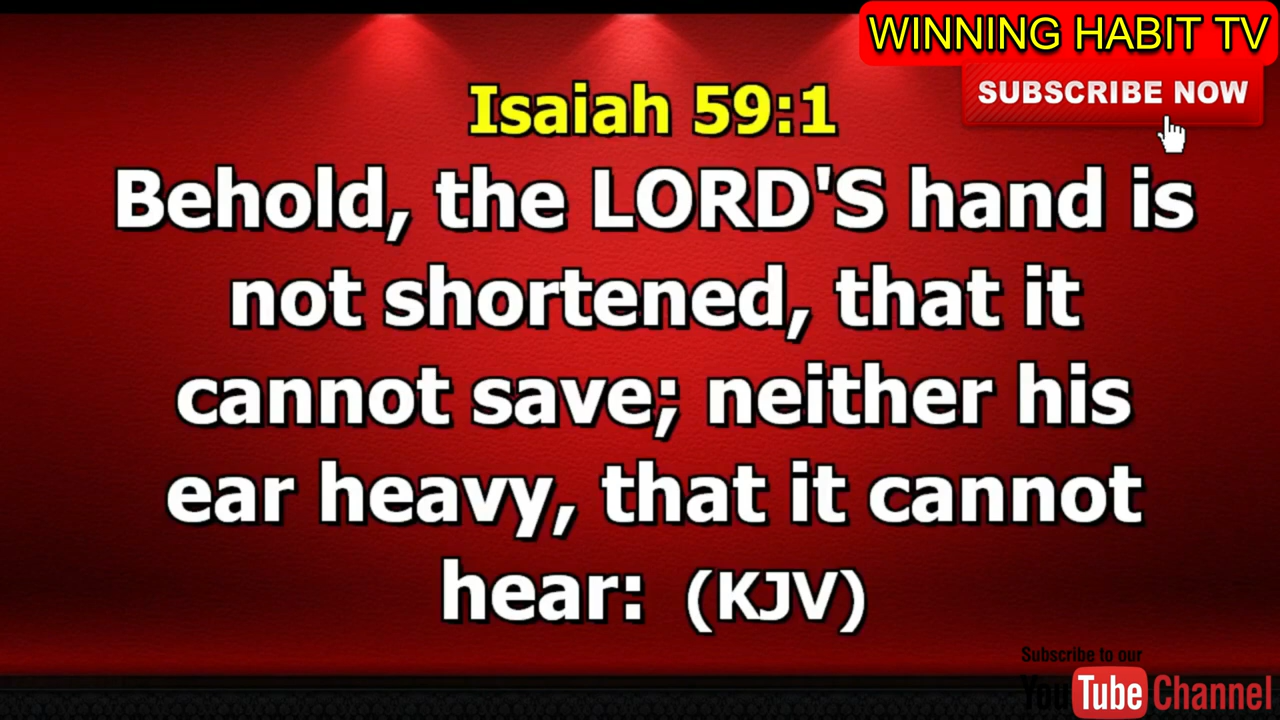 WINNING HABIT TV
SUBSCRIBE NOW
Isaiah 59:1
Behold, the LORD'S hand is
not shortened, that it
cannot save; neither his
ear heavy, that it cannot
hear: (KJV)
Subscribe to our
YouTube Channel